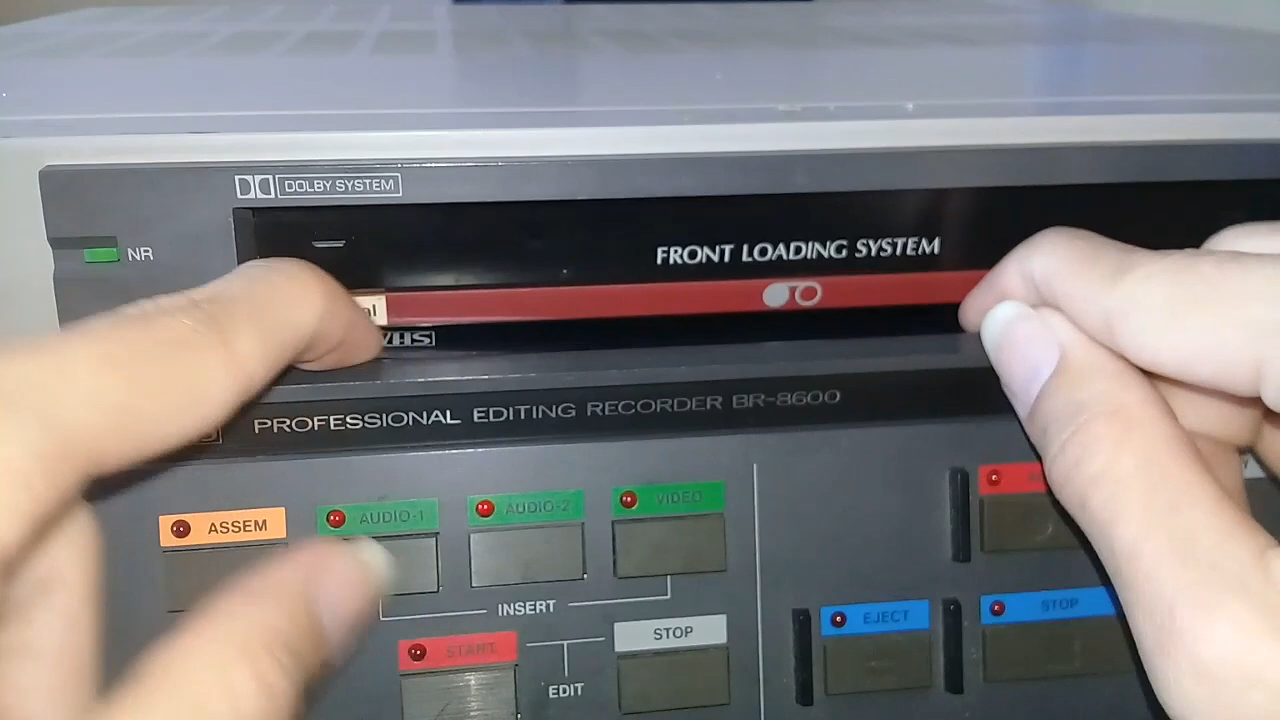 DOLBY SYSTEM
NR
FRONT LOADING SYSTEM
VHS
PROFESSIONAL EDITING RECORDER BR-8600
ASSEM
AUDIO-1
AUDIO-2
VIDEO
INSERT
EJECT
STOP
START
STOP
EDIT